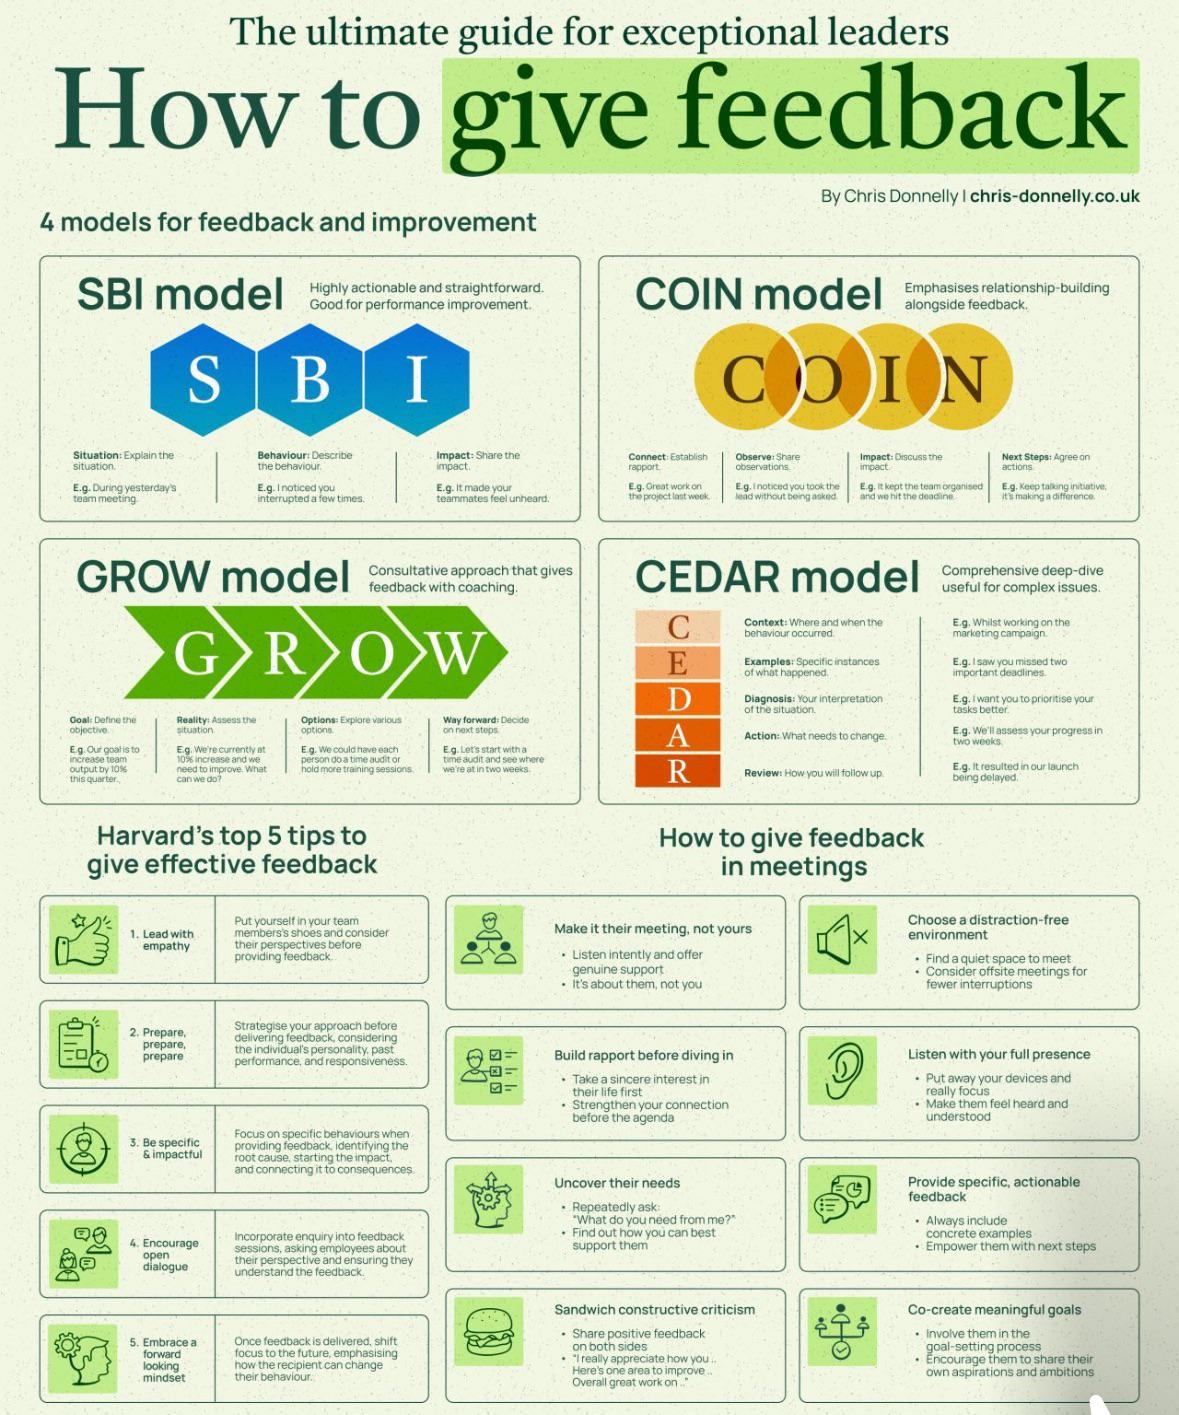 The ultimate guide for exceptional leaders
How to give feedback
By Chris Donnelly | chris-donnelly.co.uk
4 models for feedback and improvement
SBI model
Highly actionable and straightforward.
Good for performance improvement.
S B I
Situation: Explain the
situation.
E.g. During yesterday's
team meeting.
Behaviour: Describe
the behaviour.
E.g. I noticed you
interrupted a few times.
Impact: Share the
impact.
E.g. It made your
teammates feel unheard.
COIN model
Emphasises relationship-building
alongside feedback.
C O I N
Connect: Establish
rapport.
E.g. Great work on
the project last week.
Observe: Share
observations.
E.g. I noticed you took the
lead without being asked.
Impact: Discuss the
impact.
E.g. It kept the team organised
and we hit the deadline.
Next Steps: Agree on
actions.
E.g. Keep talking initiative,
it's making a difference.
GROW model
Consultative approach that gives
feedback with coaching.
G R O W
Goal: Define the
objective.
E.g. Our goal is to
increase team
output by 10%
this quarter.
Reality: Assess the
situation.
E.g. We're currently at
10% increase and we
need to improve. What
can we do?
Options: Explore various
options.
E.g. We could have each
person do a time audit or
hold more training sessions.
Way forward: Decide
on next steps.
E.g. Let's start with a
time audit and see where
we're at in two weeks.
CEDAR model
Comprehensive deep-dive
useful for complex issues.
C
Context: Where and when the
behaviour occurred.
E.g. Whilst working on the
marketing campaign.
E
Examples: Specific instances
of what happened.
E.g. I saw you missed two
important deadlines.
D
Diagnosis: Your interpretation
of the situation.
E.g. I want you to prioritise your
tasks better.
A
Action: What needs to change.
E.g. We'll assess your progress in
two weeks.
R
Review: How you will follow up.
E.g. It resulted in our launch
being delayed.
Harvard's top 5 tips to
give effective feedback
1. Lead with
empathy
Put yourself in your team
members's shoes and consider
their perspectives before
providing feedback.
2. Prepare,
prepare,
prepare
Strategise your approach before
delivering feedback, considering
the individual's personality, past
performance, and responsiveness.
3. Be specific
& impactful
Focus on specific behaviours when
providing feedback, identifying the
root cause, starting the impact,
and connecting it to consequences.
4. Encourage
open
dialogue
Incorporate enquiry into feedback
sessions, asking employees about
their perspective and ensuring they
understand the feedback.
5. Embrace a
forward
looking
mindset
Once feedback is delivered, shift
focus to the future, emphasising
how the recipient can change
their behaviour.
How to give feedback
in meetings
Make it their meeting, not yours
• Listen intently and offer
genuine support
• It's about them, not you
Choose a distraction-free
environment
• Find a quiet space to meet
• Consider offsite meetings for
fewer interruptions
Build rapport before diving in
• Take a sincere interest in
their life first
• Strengthen your connection
before the agenda
Listen with your full presence
• Put away your devices and
really focus
• Make them feel heard and
understood
Uncover their needs
• Repeatedly ask:
"What do you need from me?"
• Find out how you can best
support them
Provide specific, actionable
feedback
• Always include
concrete examples
• Empower them with next steps
Sandwich constructive criticism
• Share positive feedback
on both sides
• "I really appreciate how you ..
Here's one area to improve ..
Overall great work on .."
Co-create meaningful goals
• Involve them in the
goal-setting process
• Encourage them to share their
own aspirations and ambitions